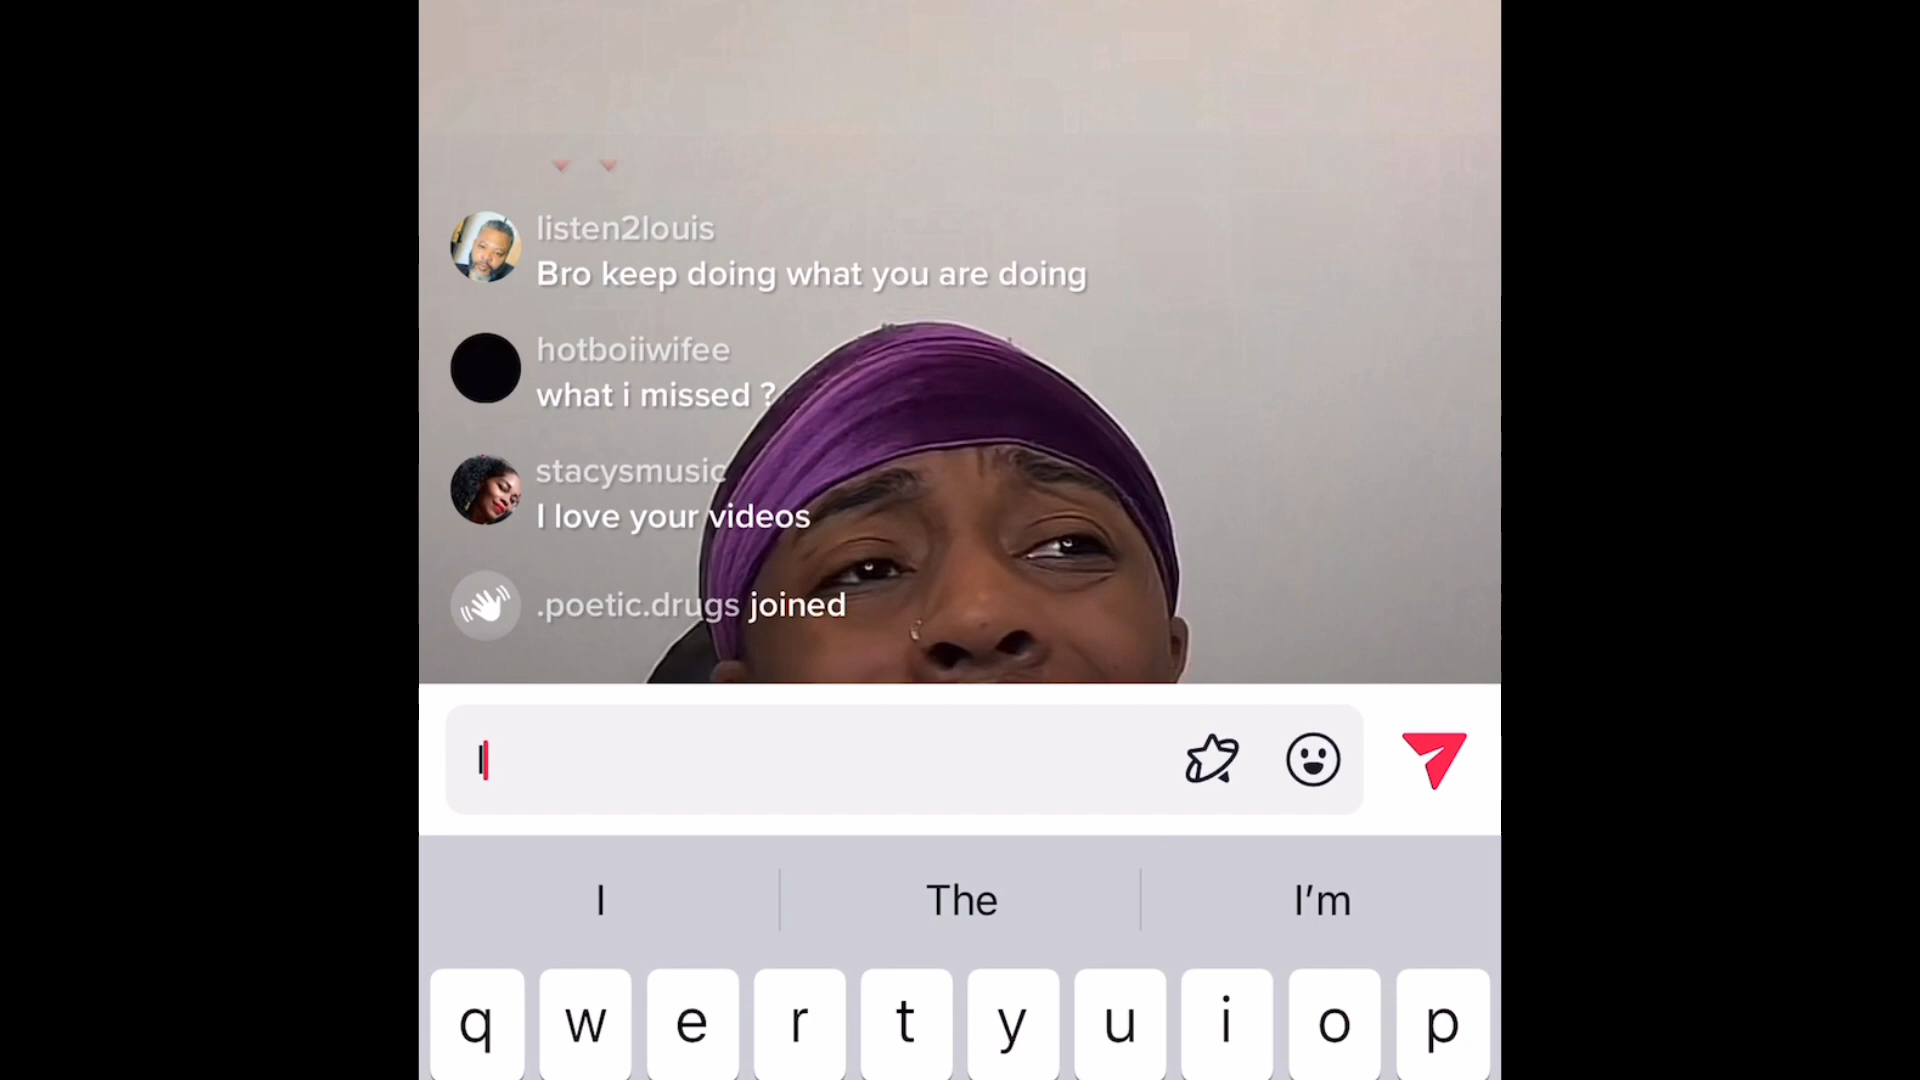 listen2louis
Bro keep doing what you are doing
hotboiiwifee
what i missed ?
stacysmusic
I love your videos
.poetic.drugs joined
I
I The I’m
q w e r t y u i o p